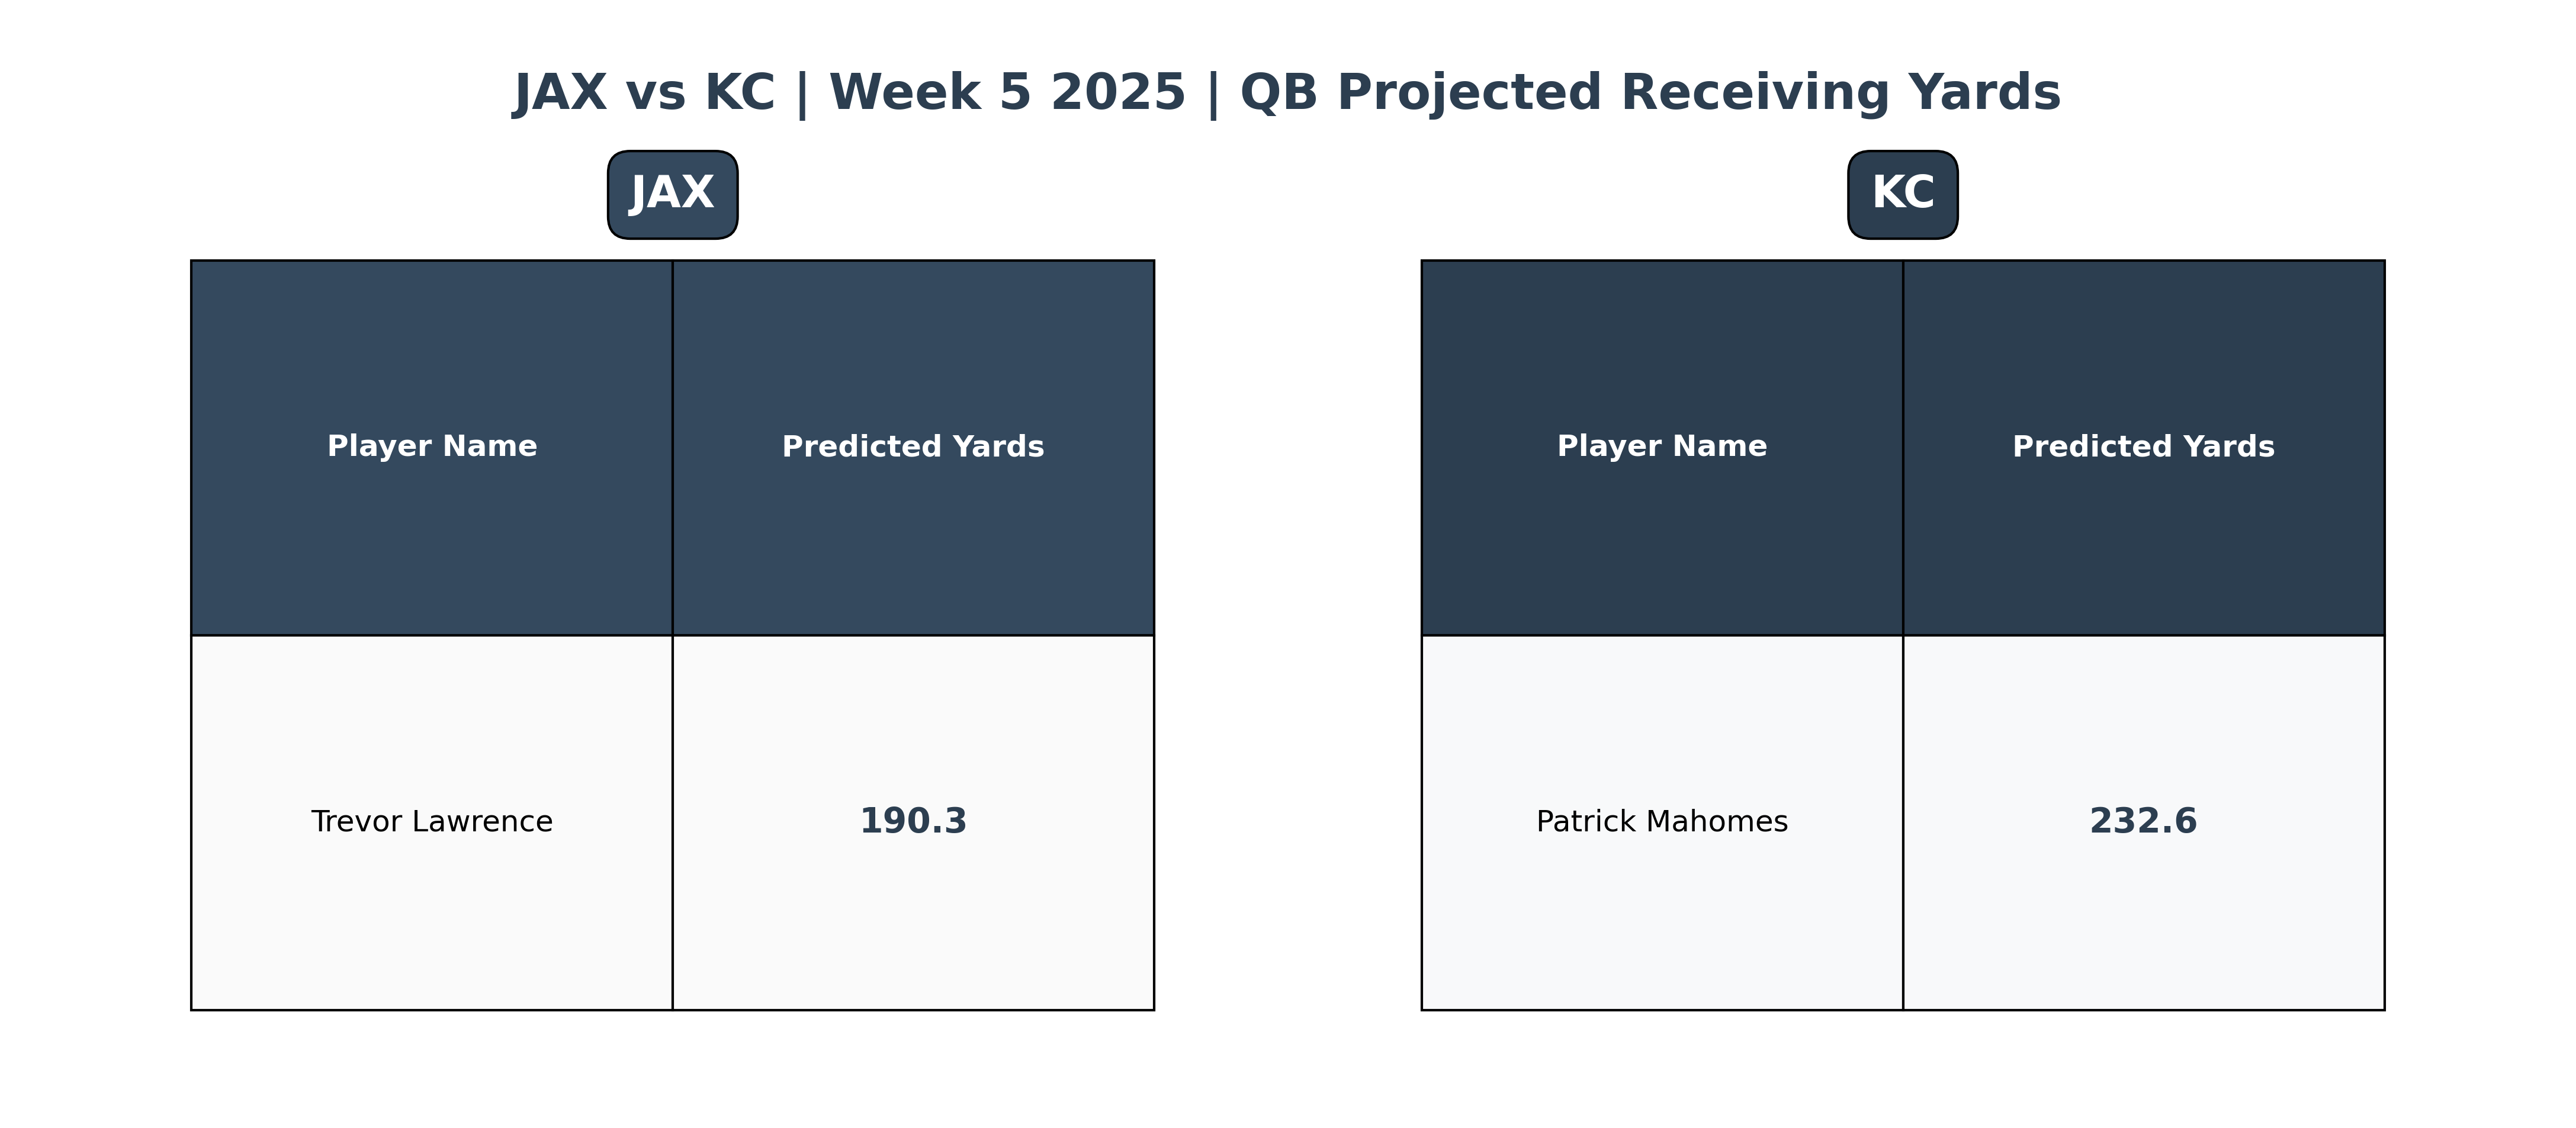 JAX vs KC | Week 5 2025 | QB Projected Receiving Yards
JAX
Player Name Predicted Yards
Trevor Lawrence 190.3
KC
Player Name Predicted Yards
Patrick Mahomes 232.6